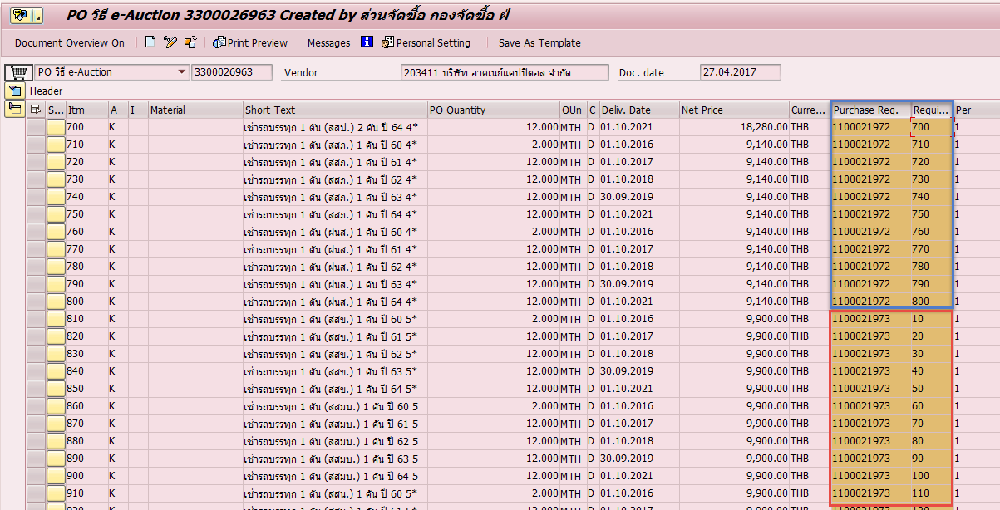 PO วิธี e-Auction 3300026963 Created by ส่วนจัดซื้อ กองจัดซื้อ ฝ
Document Overview On Print Preview Messages Personal Setting Save As Template
PO วิธี e-Auction 3300026963 Vendor 203411 บริษัท อาคเนย์แคปปิตอล จำกัด Doc. date 27.04.2017
Header
S... Itm A I Material Short Text PO Quantity OUn C Deliv. Date Net Price Curre... Purchase Req. Requi... Per
700 K เช่ารถบรรทุก 1 ตัน (สสป.) 2 คัน ปี 64 4* 12.000 MTH D 01.10.2021 18,280.00 THB 1100021972 700 1
710 K เช่ารถบรรทุก 1 ตัน (สสภ.) 1 คัน ปี 60 4* 2.000 MTH D 01.10.2016 9,140.00 THB 1100021972 710 1
720 K เช่ารถบรรทุก 1 ตัน (สสภ.) 1 คัน ปี 61 4* 12.000 MTH D 01.10.2017 9,140.00 THB 1100021972 720 1
730 K เช่ารถบรรทุก 1 ตัน (สสภ.) 1 คัน ปี 62 4* 12.000 MTH D 01.10.2018 9,140.00 THB 1100021972 730 1
740 K เช่ารถบรรทุก 1 ตัน (สสภ.) 1 คัน ปี 63 4* 12.000 MTH D 30.09.2019 9,140.00 THB 1100021972 740 1
750 K เช่ารถบรรทุก 1 ตัน (สสภ.) 1 คัน ปี 64 4* 12.000 MTH D 01.10.2021 9,140.00 THB 1100021972 750 1
760 K เช่ารถบรรทุก 1 ตัน (ฝนส.) 1 คัน ปี 60 4* 2.000 MTH D 01.10.2016 9,140.00 THB 1100021972 760 1
770 K เช่ารถบรรทุก 1 ตัน (ฝนส.) 1 คัน ปี 61 4* 12.000 MTH D 01.10.2017 9,140.00 THB 1100021972 770 1
780 K เช่ารถบรรทุก 1 ตัน (ฝนส.) 1 คัน ปี 62 4* 12.000 MTH D 01.10.2018 9,140.00 THB 1100021972 780 1
790 K เช่ารถบรรทุก 1 ตัน (ฝนส.) 1 คัน ปี 63 4* 12.000 MTH D 30.09.2019 9,140.00 THB 1100021972 790 1
800 K เช่ารถบรรทุก 1 ตัน (ฝนส.) 1 คัน ปี 64 4* 12.000 MTH D 01.10.2021 9,140.00 THB 1100021972 800 1
810 K เช่ารถบรรทุก 1 ตัน (สสข.) 1 คัน ปี 60 5* 2.000 MTH D 01.10.2016 9,900.00 THB 1100021973 10 1
820 K เช่ารถบรรทุก 1 ตัน (สสข.) 1 คัน ปี 61 5* 12.000 MTH D 01.10.2017 9,900.00 THB 1100021973 20 1
830 K เช่ารถบรรทุก 1 ตัน (สสข.) 1 คัน ปี 62 5* 12.000 MTH D 01.10.2018 9,900.00 THB 1100021973 30 1
840 K เช่ารถบรรทุก 1 ตัน (สสข.) 1 คัน ปี 63 5* 12.000 MTH D 30.09.2019 9,900.00 THB 1100021973 40 1
850 K เช่ารถบรรทุก 1 ตัน (สสข.) 1 คัน ปี 64 5* 12.000 MTH D 01.10.2021 9,900.00 THB 1100021973 50 1
860 K เช่ารถบรรทุก 1 ตัน (สสมบ.) 1 คัน ปี 60 5 2.000 MTH D 01.10.2016 9,900.00 THB 1100021973 60 1
870 K เช่ารถบรรทุก 1 ตัน (สสมบ.) 1 คัน ปี 61 5 12.000 MTH D 01.10.2017 9,900.00 THB 1100021973 70 1
880 K เช่ารถบรรทุก 1 ตัน (สสมบ.) 1 คัน ปี 62 5 12.000 MTH D 01.10.2018 9,900.00 THB 1100021973 80 1
890 K เช่ารถบรรทุก 1 ตัน (สสมบ.) 1 คัน ปี 63 5 12.000 MTH D 30.09.2019 9,900.00 THB 1100021973 90 1
900 K เช่ารถบรรทุก 1 ตัน (สสมบ.) 1 คัน ปี 64 5 12.000 MTH D 01.10.2021 9,900.00 THB 1100021973 100 1
910 K เช่ารถบรรทุก 1 ตัน (สสน.) 1 คัน ปี 60 5* 2.000 MTH D 01.10.2016 9,900.00 THB 1100021973 110 1